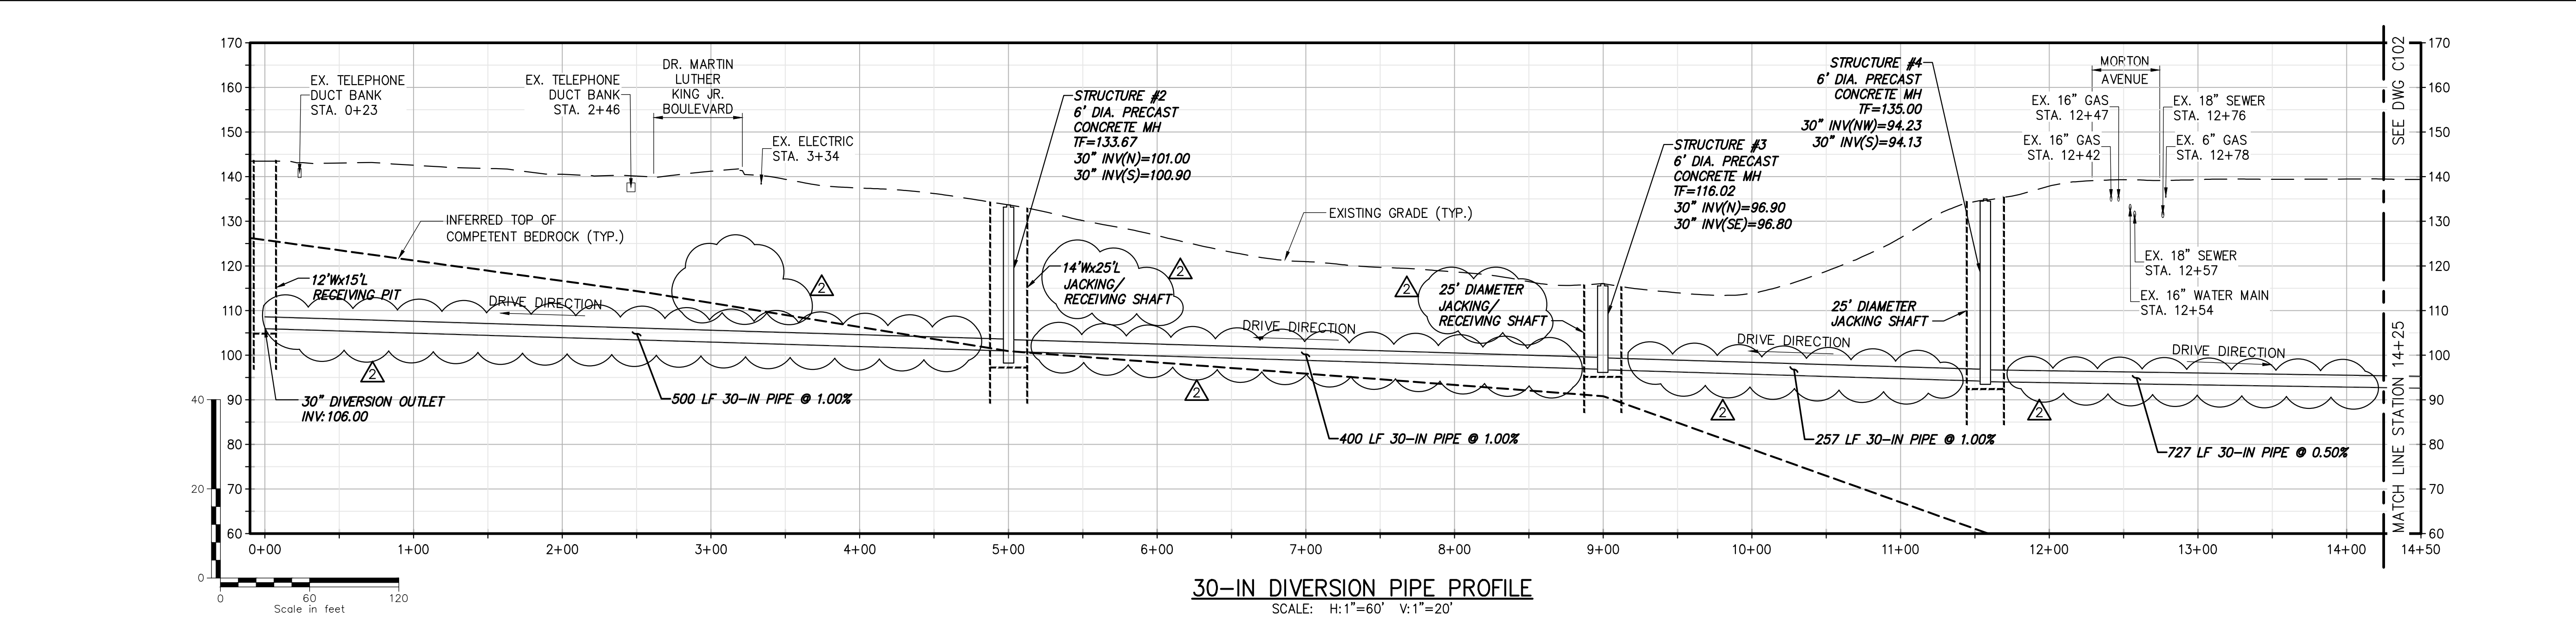 170
160
150
140
130
120
110
100
90
80
70
60
40
20
0
0
60
120
Scale in feet
EX. TELEPHONE
DUCT BANK
STA. 0+23
EX. TELEPHONE
DUCT BANK
STA. 2+46
DR. MARTIN
LUTHER
KING JR.
BOULEVARD
EX. ELECTRIC
STA. 3+34
INFERRED TOP OF
COMPETENT BEDROCK (TYP.)
12'Wx15'L
RECEIVING PIT
DRIVE DIRECTION
2
2
30" DIVERSION OUTLET
INV: 106.00
500 LF 30-IN PIPE @ 1.00%
STRUCTURE #2
6' DIA. PRECAST
CONCRETE MH
TF=133.67
30" INV(N)=101.00
30" INV(S)=100.90
14'Wx25'L
JACKING/
RECEIVING SHAFT
2
EXISTING GRADE (TYP.)
DRIVE DIRECTION
2
400 LF 30-IN PIPE @ 1.00%
2
25' DIAMETER
JACKING/
RECEIVING SHAFT
STRUCTURE #3
6' DIA. PRECAST
CONCRETE MH
TF=116.02
30" INV(N)=96.90
30" INV(SE)=96.80
DRIVE DIRECTION
2
257 LF 30-IN PIPE @ 1.00%
STRUCTURE #4
6' DIA. PRECAST
CONCRETE MH
TF=135.00
30" INV(NW)=94.23
30" INV(S)=94.13
25' DIAMETER
JACKING SHAFT
2
MORTON
AVENUE
EX. 16" GAS
STA. 12+47
EX. 16" GAS
STA. 12+42
EX. 18" SEWER
STA. 12+76
EX. 6" GAS
STA. 12+78
EX. 18" SEWER
STA. 12+57
EX. 16" WATER MAIN
STA. 12+54
DRIVE DIRECTION
727 LF 30-IN PIPE @ 0.50%
MATCH LINE STATION 14+25
SEE DWG C102
170
160
150
140
130
120
110
100
90
80
70
60
0+00
1+00
2+00
3+00
4+00
5+00
6+00
7+00
8+00
9+00
10+00
11+00
12+00
13+00
14+00
14+50
30-IN DIVERSION PIPE PROFILE
SCALE: H:1"=60' V:1"=20'